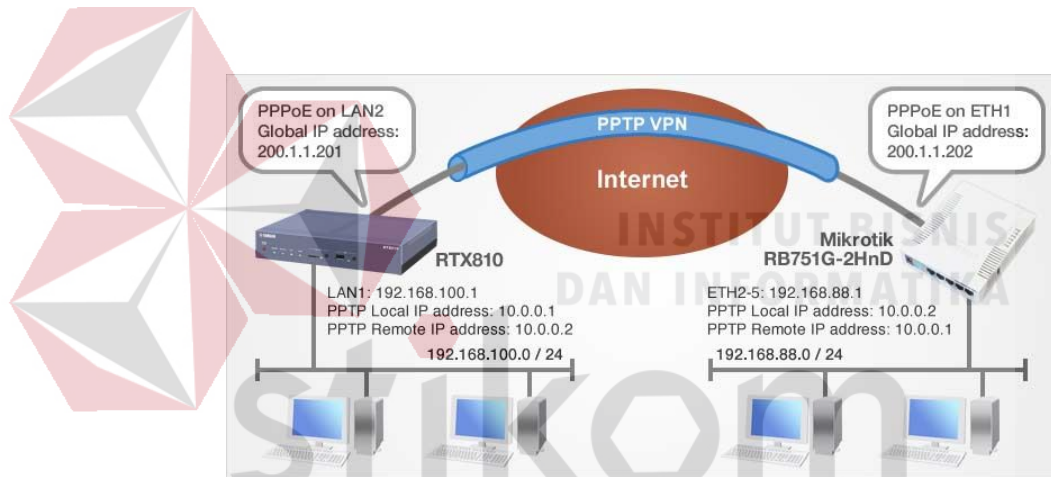 PPPoE on LAN2
Global IP address:
200.1.1.201
PPTP VPN
Internet
PPPoE on ETH1
Global IP address:
200.1.1.202
INSTITUT BISNIS
DAN INFORMATIKA
RTX810
Mikrotik
RB751G-2HnD
LAN1: 192.168.100.1
PPTP Local IP address: 10.0.0.1
PPTP Remote IP address: 10.0.0.2
192.168.100.0 / 24
ETH2-5: 192.168.88.1
PPTP Local IP address: 10.0.0.2
PPTP Remote IP address: 10.0.0.1
192.168.88.0 / 24
stikom